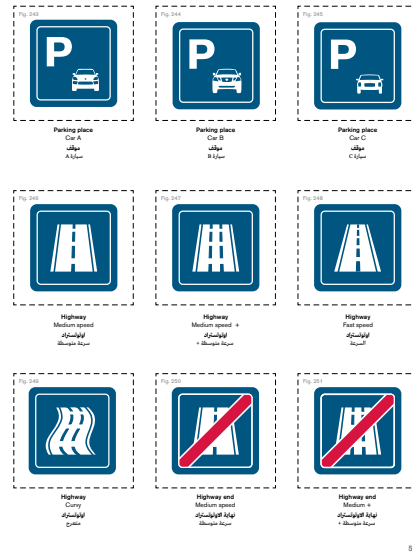 Fig. 243
P
Parking place
Car A
موقف
سيارة A
Fig. 244
P
Parking place
Car B
موقف
سيارة B
Fig. 245
P
Parking place
Car C
موقف
سيارة C
Fig. 246
Highway
Medium speed
اوتوستراد
سرعة متوسطة
Fig. 247
Highway
Medium speed +
اوتوستراد
سرعة متوسطة +
Fig. 248
Highway
Fast speed
اوتوستراد
السرعة
Fig. 249
Highway
Curvy
اوتوستراد
متعرج
Fig. 250
Highway end
Medium speed
نهاية الاوتوستراد
سرعة متوسطة
Fig. 251
Highway end
Medium +
نهاية الاوتوستراد
سرعة متوسطة +